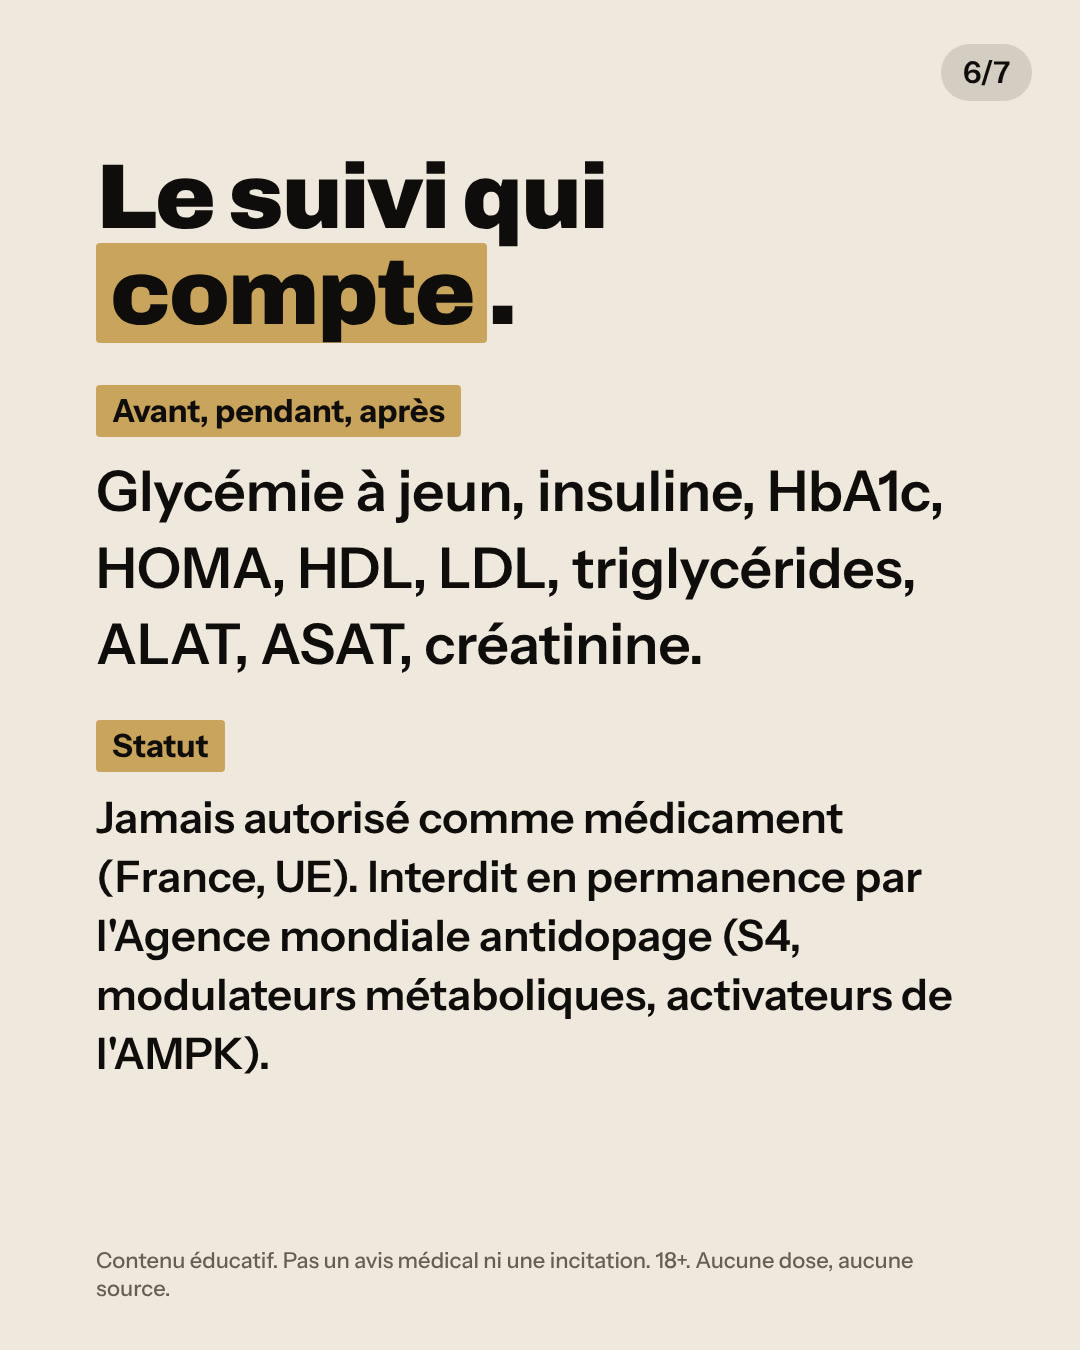 6/7
Le suivi qui
compte.
Avant, pendant, après
Glycémie à jeun, insuline, HbA1c,
HOMA, HDL, LDL, triglycérides,
ALAT, ASAT, créatinine.
Statut
Jamais autorisé comme médicament
(France, UE). Interdit en permanence par
l'Agence mondiale antidopage (S4,
modulateurs métaboliques, activateurs de
l'AMPK).
Contenu éducatif. Pas un avis médical ni une incitation. 18+. Aucune dose, aucune
source.